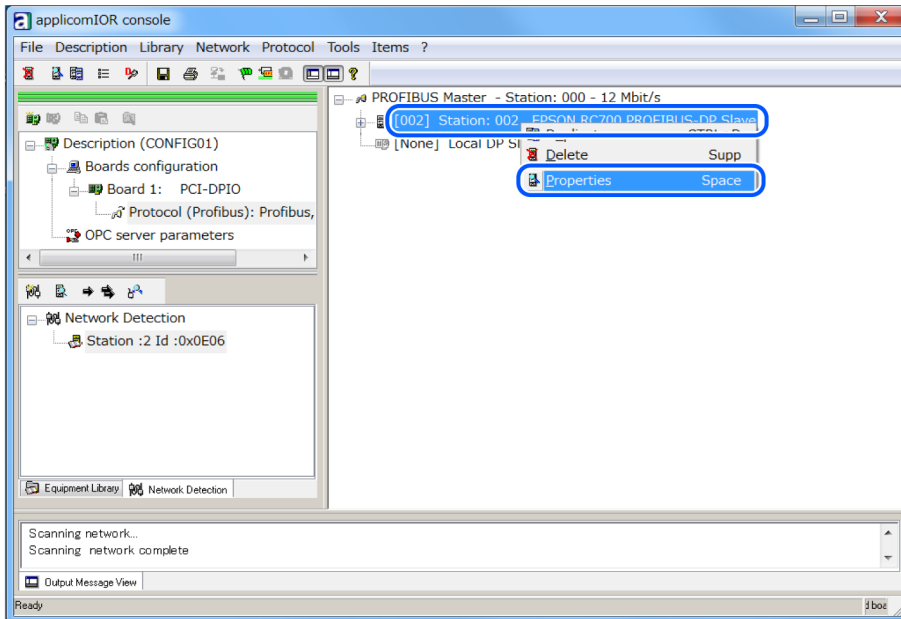 applicomIOR console
File Description Library Network Protocol Tools Items ?
PROFIBUS Master - Station: 000 - 12 Mbit/s
[002] Station: 002 EPSON RC700 PROFIBUS-DP Slave
[None] Local DP Sl
Delete Supp
Properties Space
Description (CONFIG01)
Boards configuration
Board 1: PCI-DPIO
Protocol (Profibus): Profibus,
OPC server parameters
Network Detection
Station :2 Id :0x0E06
Equipment Library
Network Detection
Scanning network...
Scanning network complete
Output Message View
Ready